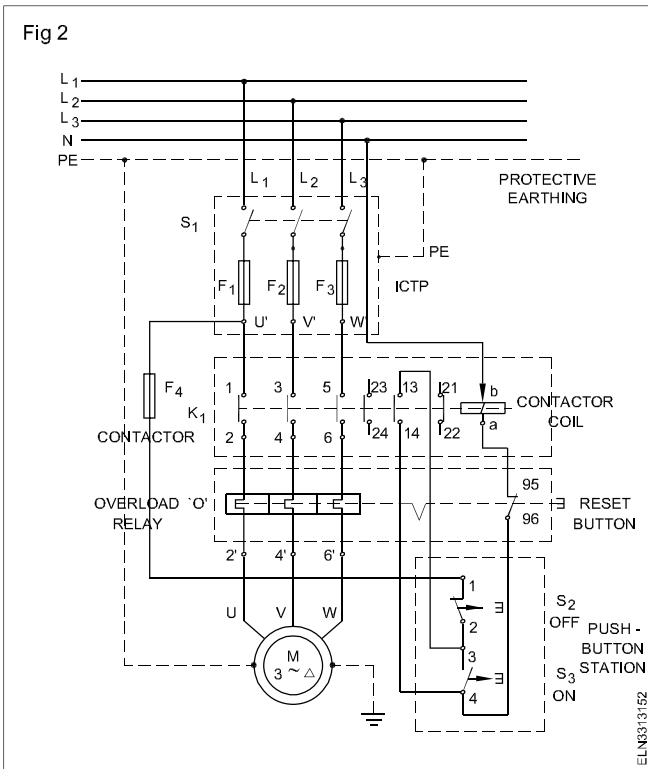 Fig 2
L1
L2
L3
N
PE
L1 L2 L3
PROTECTIVE
EARTHING
S1
PE
F1 F2 F3
ICTP
U' V' W'
F4
1 3 5 23 13 21
b
K1
CONTACTOR
COIL
a
CONTACTOR
2 4 6 24 14 22
95
OVERLOAD `O'
RELAY
RESET
BUTTON
96
2' 4' 6'
1
U V W
S2
OFF
2
PUSH -
BUTTON
STATION
3
M
3 ~ △
S3
ON
4
ELN3313152